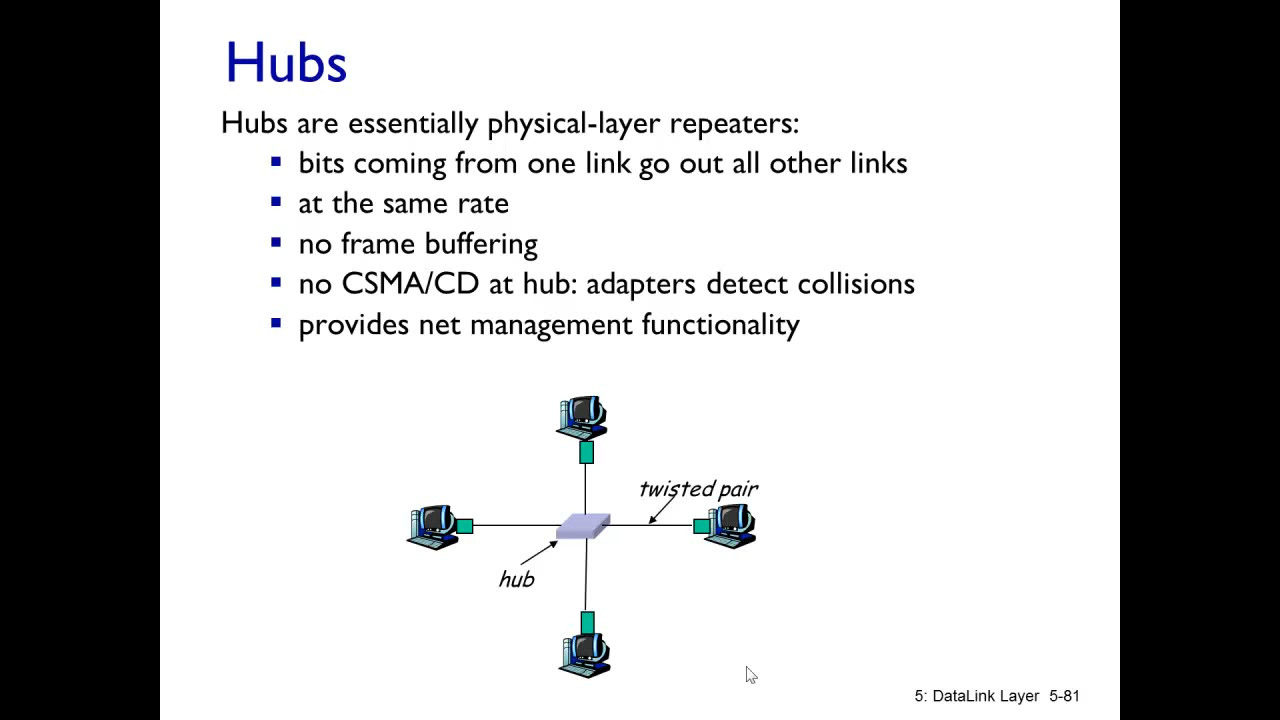 Hubs
Hubs are essentially physical-layer repeaters:
▪ bits coming from one link go out all other links
▪ at the same rate
▪ no frame buffering
▪ no CSMA/CD at hub: adapters detect collisions
▪ provides net management functionality
twisted pair
hub
5: DataLink Layer 5-81